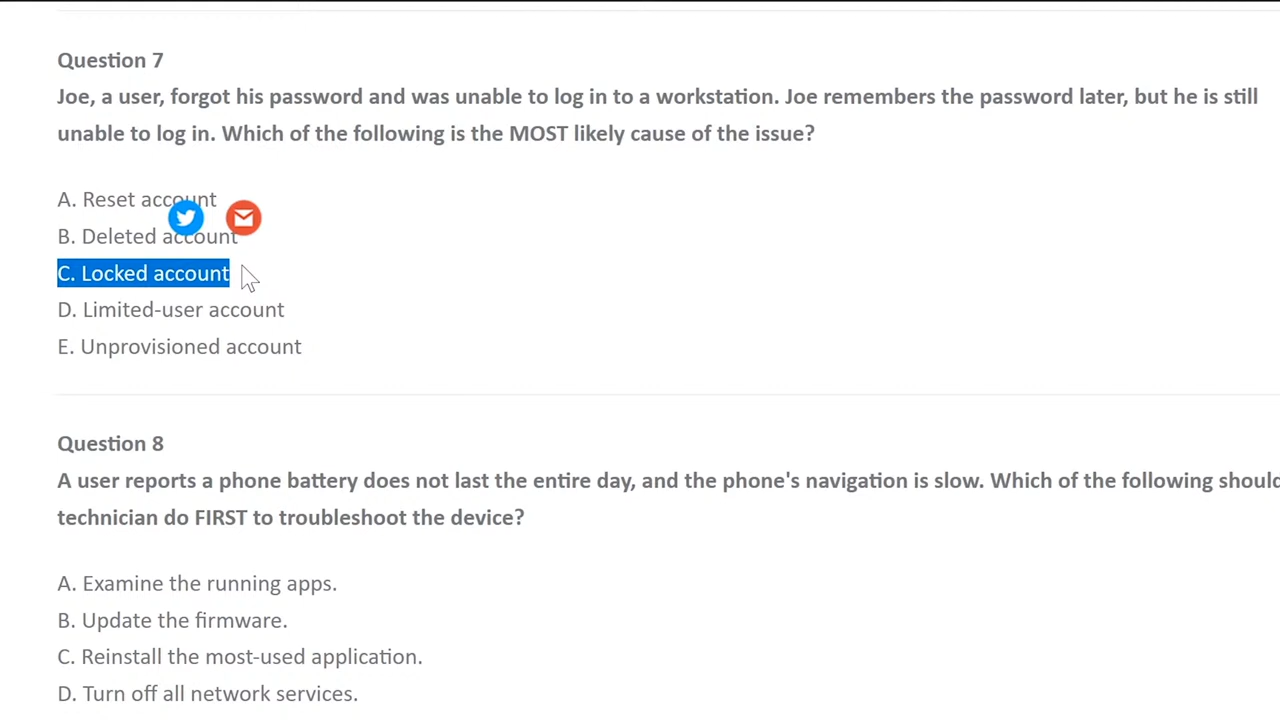 Question 7
Joe, a user, forgot his password and was unable to log in to a workstation. Joe remembers the password later, but he is still
unable to log in. Which of the following is the MOST likely cause of the issue?
A. Reset account
B. Deleted account
C. Locked account
D. Limited-user account
E. Unprovisioned account
Question 8
A user reports a phone battery does not last the entire day, and the phone's navigation is slow. Which of the following should
technician do FIRST to troubleshoot the device?
A. Examine the running apps.
B. Update the firmware.
C. Reinstall the most-used application.
D. Turn off all network services.